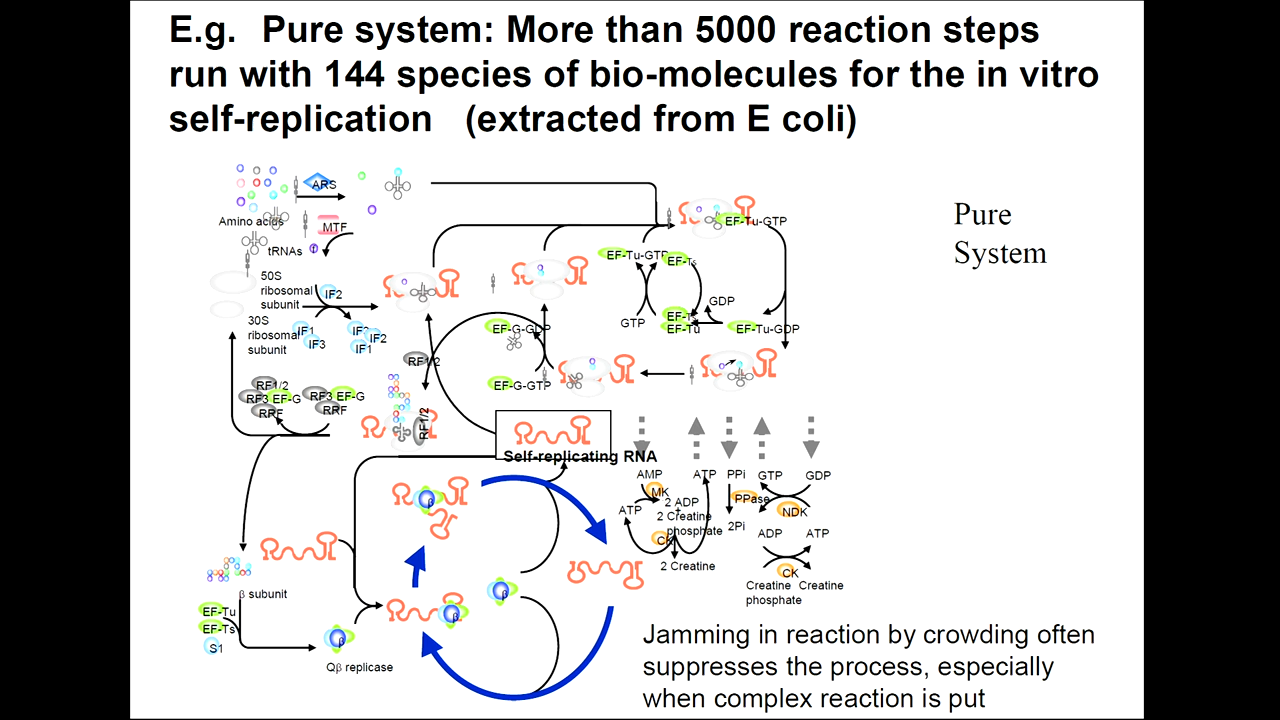 E.g. Pure system: More than 5000 reaction steps
run with 144 species of bio-molecules for the in vitro
self-replication (extracted from E coli)
Pure
System
ARS
Amino acids
MTF
tRNAs
f
50S
ribosomal
subunit
IF2
30S
ribosomal
subunit
IF1
IF3
IF2
IF1
EF-Tu-GTP
EF-Tu-GTP
EF-Ts
GTP
GDP
EF-Ts
EF-Tu
EF-Tu-GDP
EF-G-GDP
EF-G-GTP
RF1/2
RF1/2
RF1/2
RF3 EF-G
RRF
RF3 EF-G
RRF
Self-replicating RNA
AMP
ATP
PPi
GTP
GDP
MK
ATP
2 ADP
+
2 Creatine
phosphate
CK
2 Creatine
PPase
2Pi
NDK
ADP
ATP
CK
Creatine
phosphate
Creatine
β
β
β
β subunit
EF-Tu
EF-Ts
S1
β
Qβ replicase
Jamming in reaction by crowding often
suppresses the process, especially
when complex reaction is put